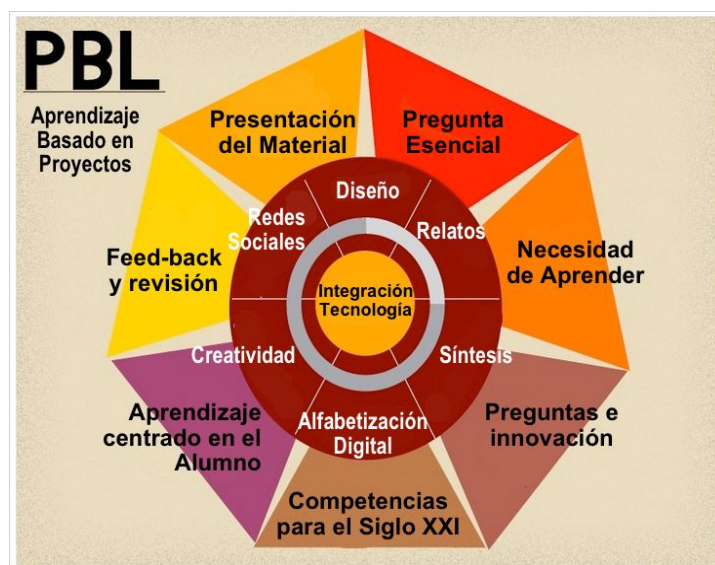 PBL
Aprendizaje
Basado en
Proyectos
Presentación
del Material
Pregunta
Esencial
Necesidad
de Aprender
Preguntas e
innovación
Competencias
para el Siglo XXI
Aprendizaje
centrado en el
Alumno
Feed-back
y revisión
Diseño
Relatos
Síntesis
Alfabetización
Digital
Creatividad
Redes
Sociales
Integración
Tecnología